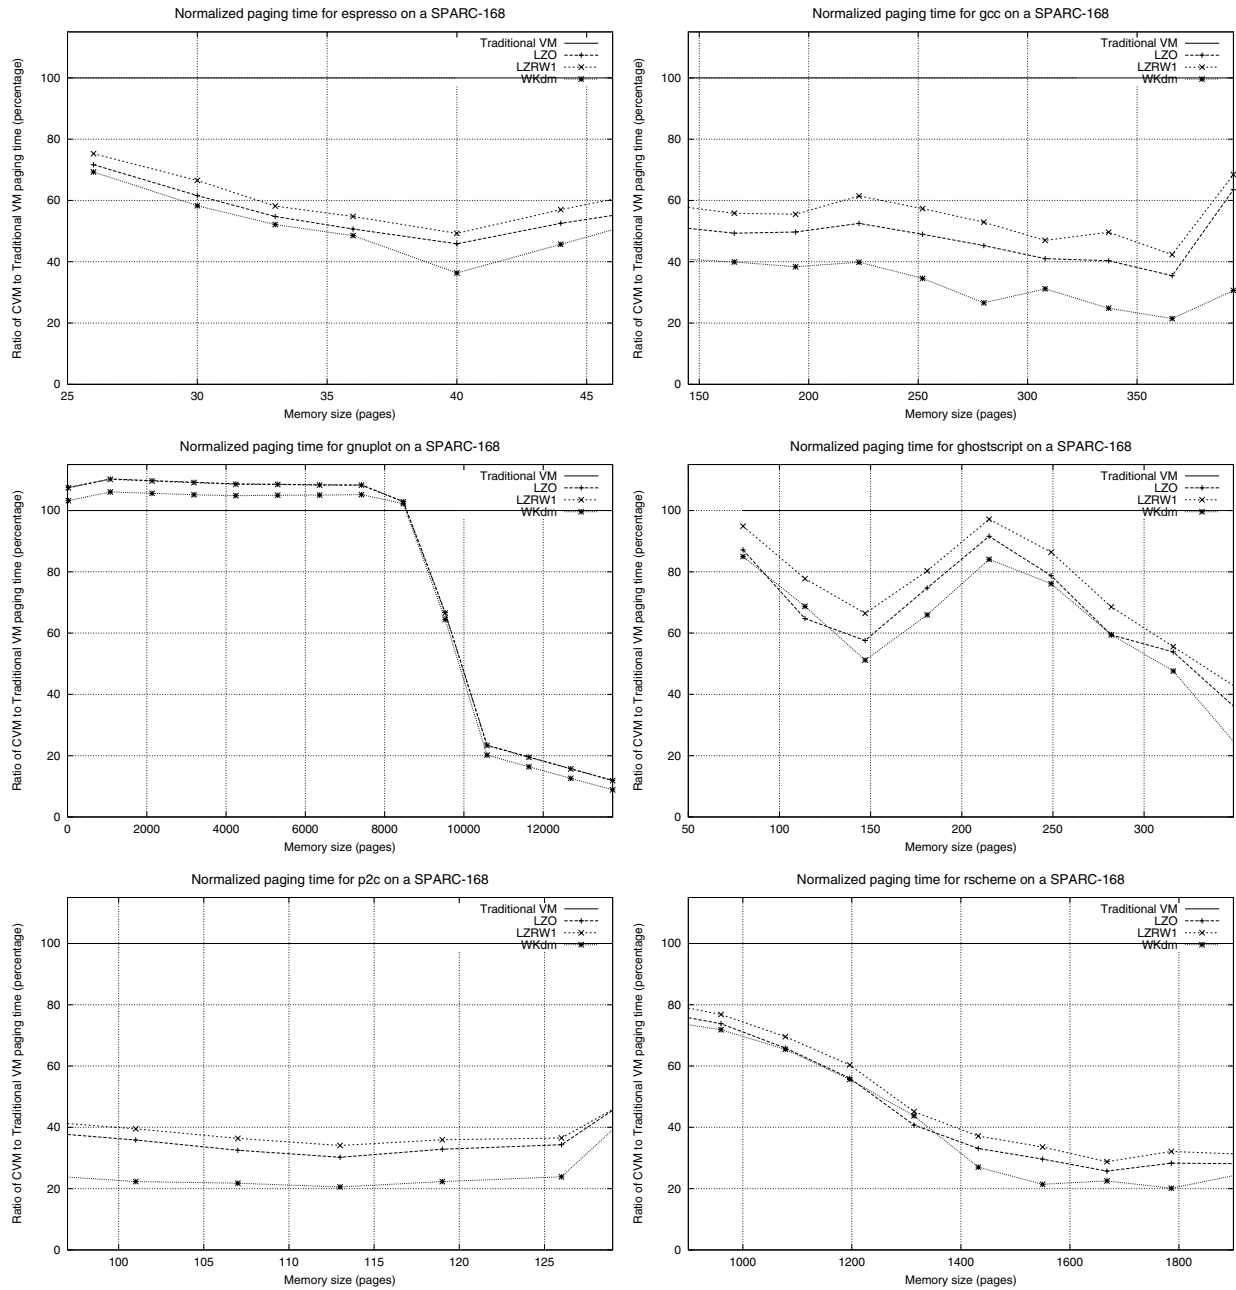 Normalized paging time for espresso on a SPARC-168
Ratio of CVM to Traditional VM paging time (percentage)
Traditional VM
LZO
LZRW1
WKdm
100
80
60
40
20
0
25 30 35 40 45
Memory size (pages)
Normalized paging time for gcc on a SPARC-168
Ratio of CVM to Traditional VM paging time (percentage)
Traditional VM
LZO
LZRW1
WKdm
100
80
60
40
20
0
150 200 250 300 350
Memory size (pages)
Normalized paging time for gnuplot on a SPARC-168
Ratio of CVM to Traditional VM paging time (percentage)
Traditional VM
LZO
LZRW1
WKdm
100
80
60
40
20
0
0 2000 4000 6000 8000 10000 12000
Memory size (pages)
Normalized paging time for ghostscript on a SPARC-168
Ratio of CVM to Traditional VM paging time (percentage)
Traditional VM
LZO
LZRW1
WKdm
100
80
60
40
20
0
50 100 150 200 250 300
Memory size (pages)
Normalized paging time for p2c on a SPARC-168
Ratio of CVM to Traditional VM paging time (percentage)
Traditional VM
LZO
LZRW1
WKdm
100
80
60
40
20
0
100 105 110 115 120 125
Memory size (pages)
Normalized paging time for rscheme on a SPARC-168
Ratio of CVM to Traditional VM paging time (percentage)
Traditional VM
LZO
LZRW1
WKdm
100
80
60
40
20
0
1000 1200 1400 1600 1800
Memory size (pages)